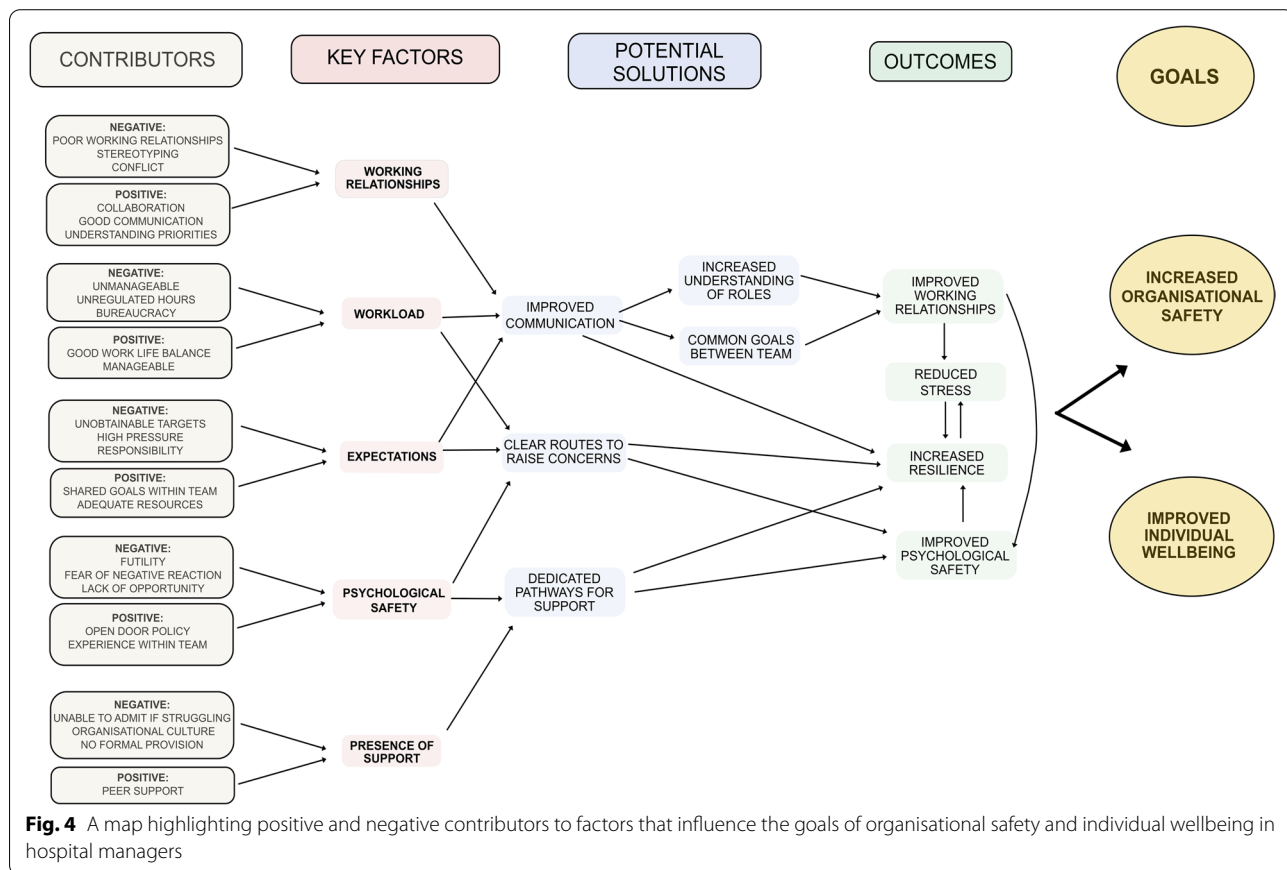 CONTRIBUTORS
KEY FACTORS
POTENTIAL
SOLUTIONS
OUTCOMES
GOALS
NEGATIVE:
POOR WORKING RELATIONSHIPS
STEREOTYPING
CONFLICT
POSITIVE:
COLLABORATION
GOOD COMMUNICATION
UNDERSTANDING PRIORITIES
NEGATIVE:
UNMANAGEABLE
UNREGULATED HOURS
BUREAUCRACY
POSITIVE:
GOOD WORK LIFE BALANCE
MANAGEABLE
NEGATIVE:
UNOBTAINABLE TARGETS
HIGH PRESSURE
RESPONSIBILITY
POSITIVE:
SHARED GOALS WITHIN TEAM
ADEQUATE RESOURCES
NEGATIVE:
FUTILITY
FEAR OF NEGATIVE REACTION
LACK OF OPPORTUNITY
POSITIVE:
OPEN DOOR POLICY
EXPERIENCE WITHIN TEAM
NEGATIVE:
UNABLE TO ADMIT IF STRUGGLING
ORGANISATIONAL CULTURE
NO FORMAL PROVISION
POSITIVE:
PEER SUPPORT
WORKING
RELATIONSHIPS
WORKLOAD
EXPECTATIONS
PSYCHOLOGICAL
SAFETY
PRESENCE OF
SUPPORT
IMPROVED
COMMUNICATION
CLEAR ROUTES TO
RAISE CONCERNS
DEDICATED
PATHWAYS FOR
SUPPORT
INCREASED
UNDERSTANDING
OF ROLES
COMMON GOALS
BETWEEN TEAM
IMPROVED
WORKING
RELATIONSHIPS
REDUCED
STRESS
INCREASED
RESILIENCE
IMPROVED
PSYCHOLOGICAL
SAFETY
INCREASED
ORGANISATIONAL
SAFETY
IMPROVED
INDIVIDUAL
WELLBEING
Fig. 4 A map highlighting positive and negative contributors to factors that influence the goals of organisational safety and individual wellbeing in
hospital managers